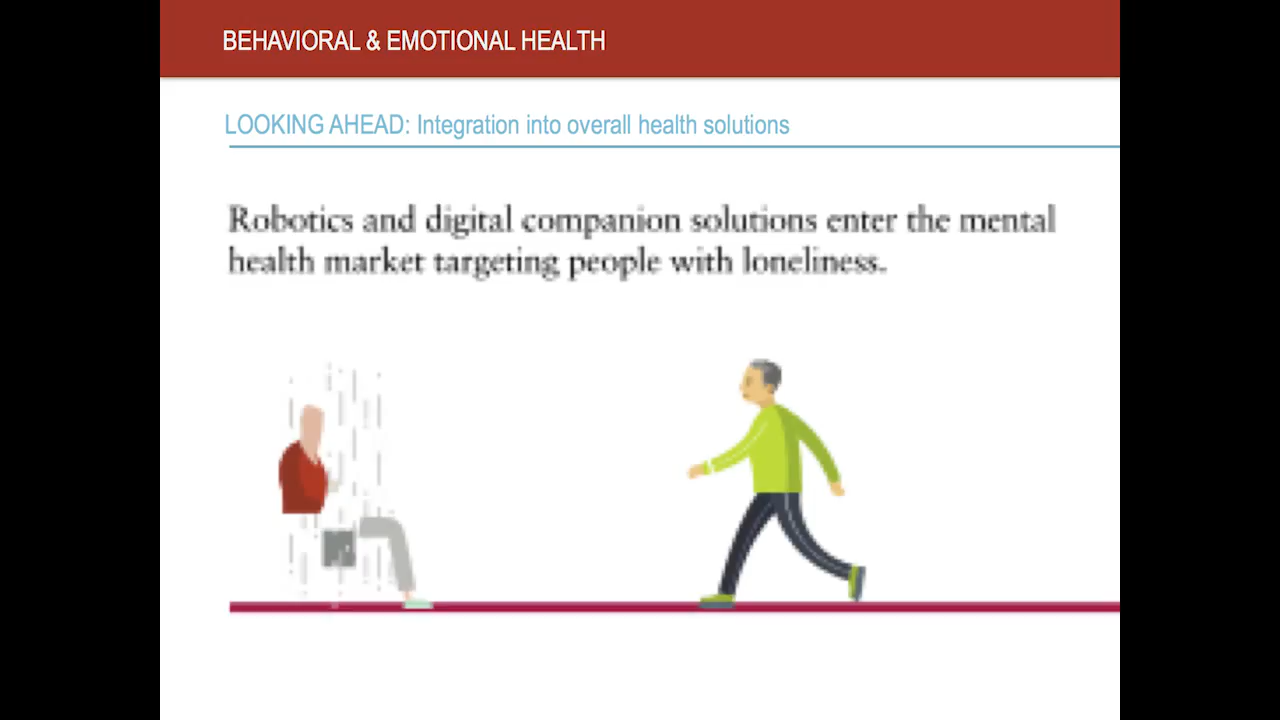 BEHAVIORAL & EMOTIONAL HEALTH
LOOKING AHEAD: Integration into overall health solutions
Robotics and digital companion solutions enter the mental
health market targeting people with loneliness.